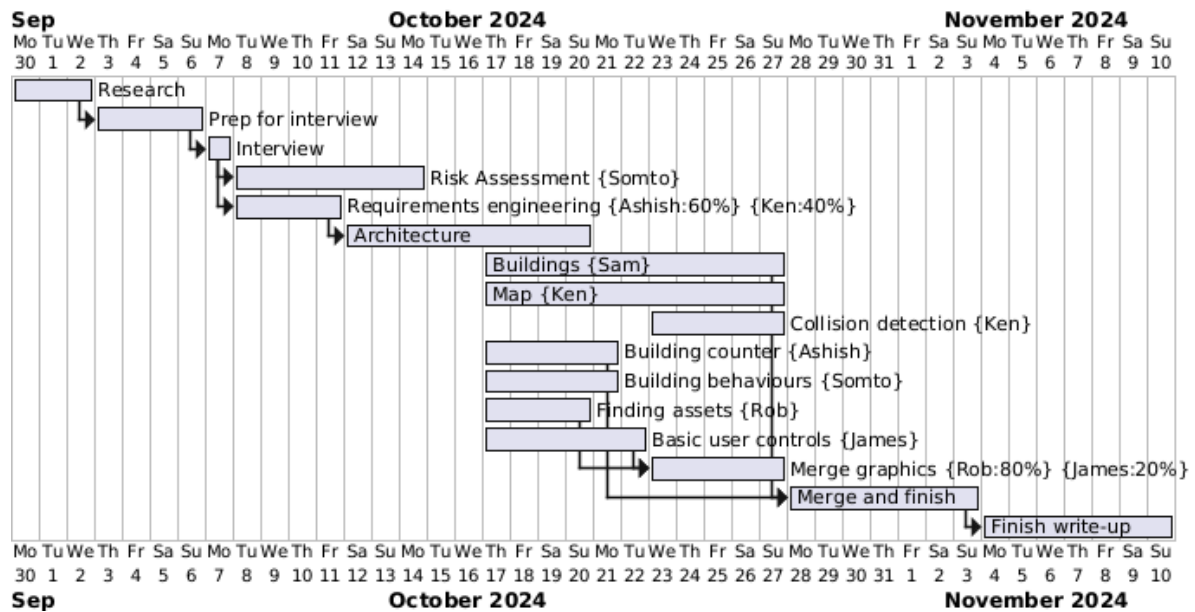 Sep October 2024 November 2024
Mo Tu We Th Fr Sa Su Mo Tu We Th Fr Sa Su Mo Tu We Th Fr Sa Su Mo Tu We Th Fr Sa Su Mo Tu We Th Fr Sa Su Mo Tu We Th Fr Sa Su
30 1 2 3 4 5 6 7 8 9 10 11 12 13 14 15 16 17 18 19 20 21 22 23 24 25 26 27 28 29 30 31 1 2 3 4 5 6 7 8 9 10
Research
Prep for interview
Interview
Risk Assessment {Somto}
Requirements engineering {Ashish:60%} {Ken:40%}
Architecture
Buildings {Sam}
Map {Ken}
Collision detection {Ken}
Building counter {Ashish}
Building behaviours {Somto}
Finding assets {Rob}
Basic user controls {James}
Merge graphics {Rob:80%} {James:20%}
Merge and finish
Finish write-up
Mo Tu We Th Fr Sa Su Mo Tu We Th Fr Sa Su Mo Tu We Th Fr Sa Su Mo Tu We Th Fr Sa Su Mo Tu We Th Fr Sa Su Mo Tu We Th Fr Sa Su
30 1 2 3 4 5 6 7 8 9 10 11 12 13 14 15 16 17 18 19 20 21 22 23 24 25 26 27 28 29 30 31 1 2 3 4 5 6 7 8 9 10
Sep October 2024 November 2024